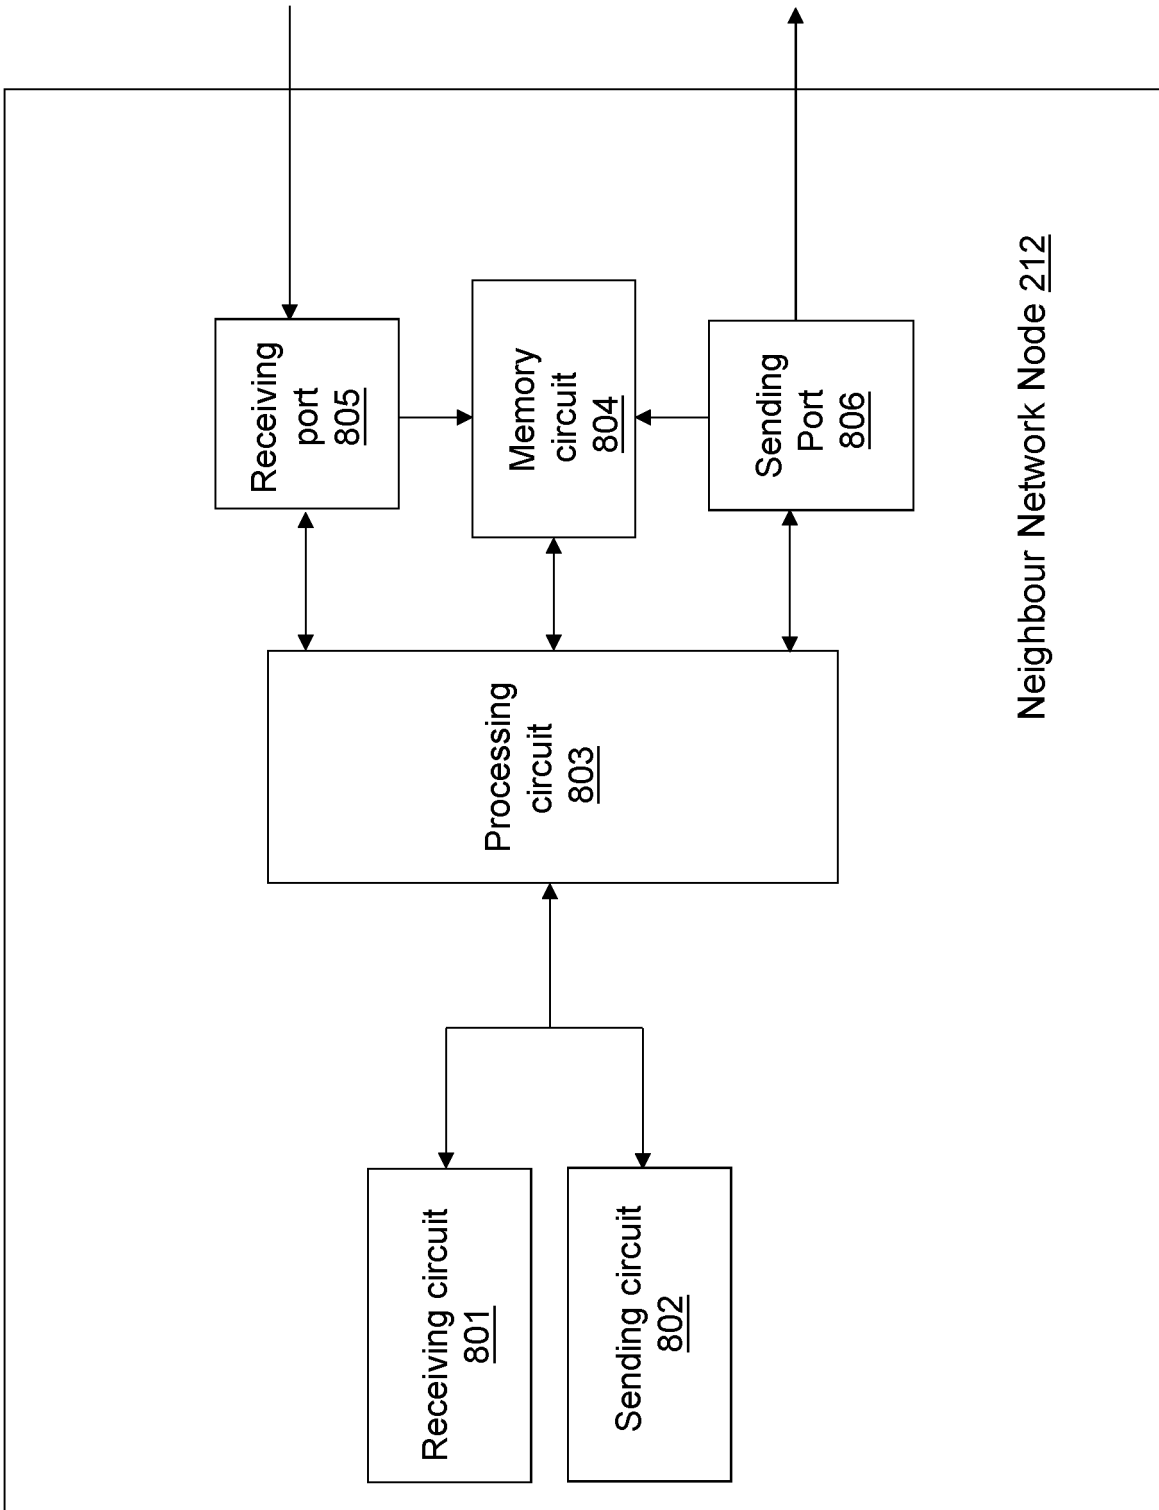 Receiving circuit
801
Sending circuit
802
Processing
circuit
803
Receiving
port
805
Memory
circuit
804
Sending
Port
806
Neighbour Network Node 212